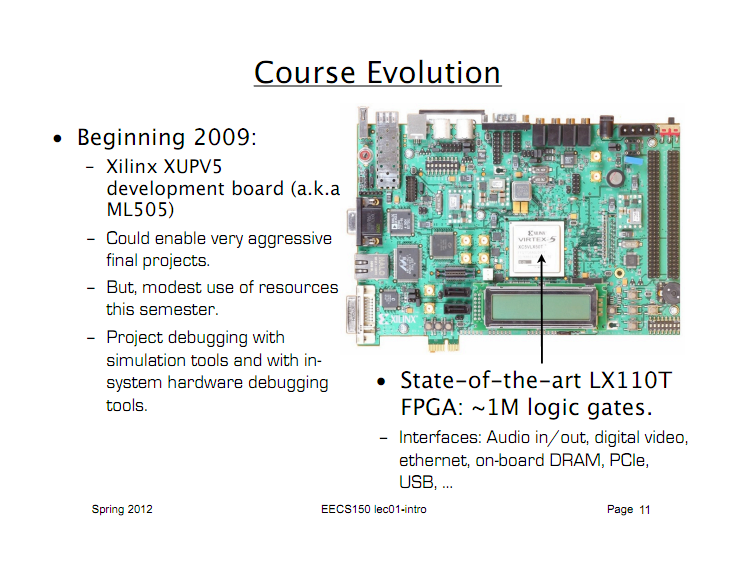 Course Evolution
• Beginning 2009:
– Xilinx XUPV5
development board (a.k.a
ML505)
– Could enable very aggressive
final projects.
– But, modest use of resources
this semester.
– Project debugging with
simulation tools and with in-
system hardware debugging
tools.
XILINX
VIRTEX-5
XILINX
• State-of-the-art LX110T
FPGA: ~1M logic gates.
– Interfaces: Audio in/out, digital video,
ethernet, on-board DRAM, PCIe,
USB, ...
Spring 2012
EECS150 lec01-intro
Page 11